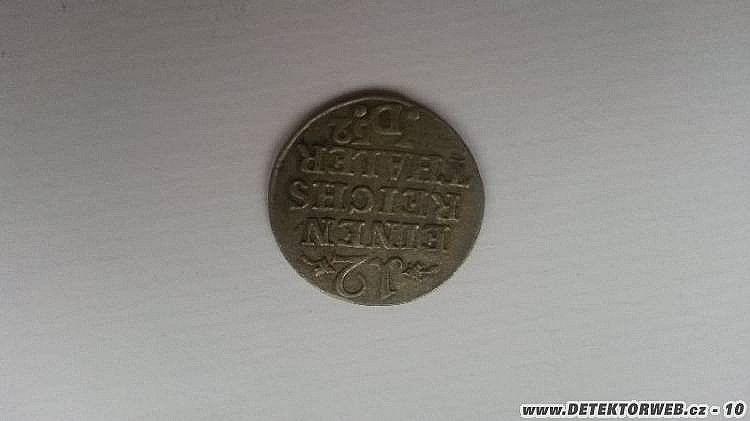 12
EINEN
REICHS
THALER
D.
www.DETEKTORWEB.cz - 10